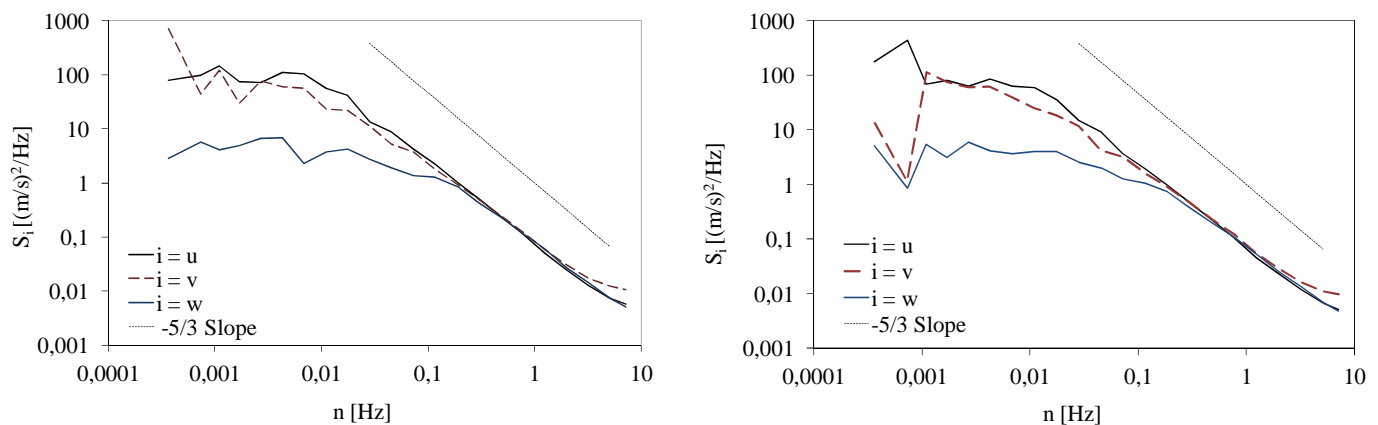 S_i [(m/s)²/Hz]
1000
100
10
1
0,1
0,01
0,001
i = u
i = v
i = w
-5/3 Slope
0,0001 0,001 0,01 0,1 1 10
n [Hz]
S_i [(m/s)²/Hz]
1000
100
10
1
0,1
0,01
0,001
i = u
i = v
i = w
-5/3 Slope
0,0001 0,001 0,01 0,1 1 10
n [Hz]